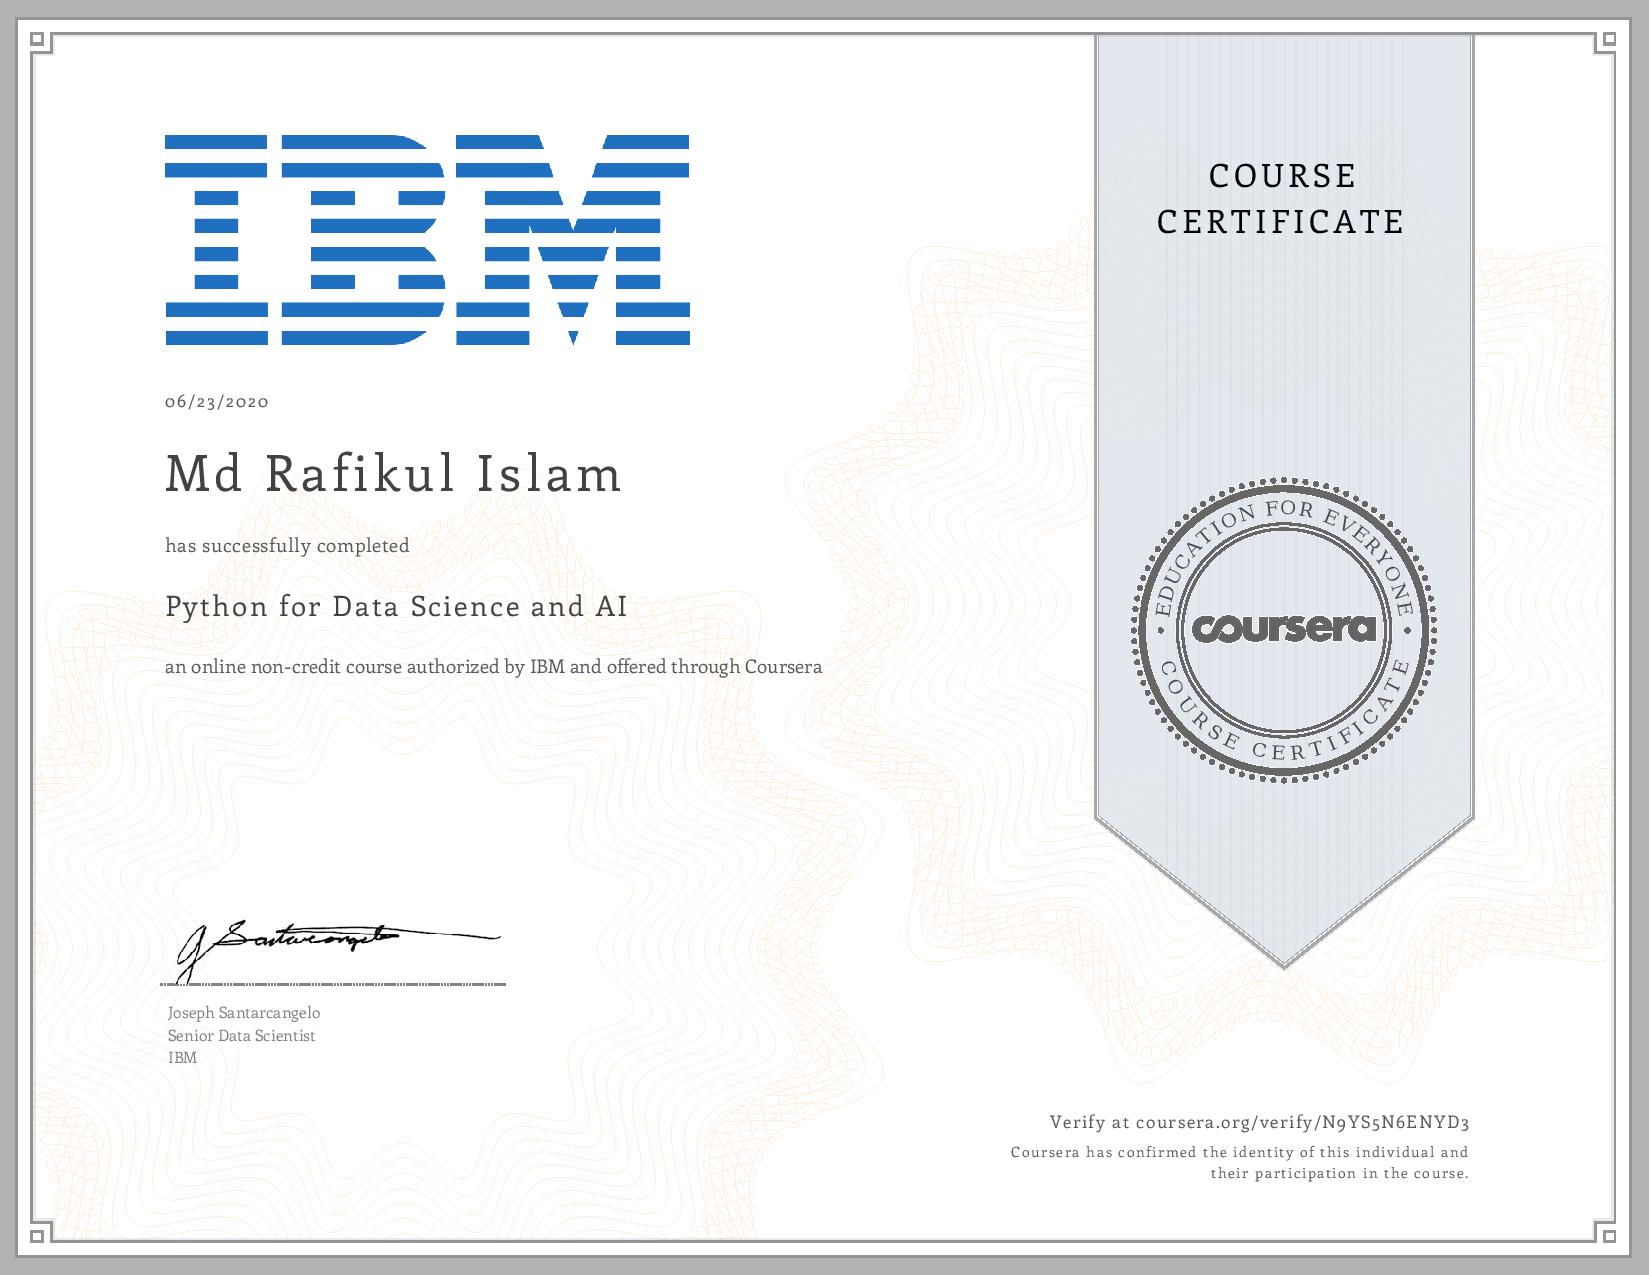 IBM
06/23/2020
Md Rafikul Islam
has successfully completed
Python for Data Science and AI
an online non-credit course authorized by IBM and offered through Coursera
J Santarcangelo
Joseph Santarcangelo
Senior Data Scientist
IBM
COURSE
CERTIFICATE
EDUCATION FOR EVERYONE
coursera
COURSE CERTIFICATE
Verify at coursera.org/verify/N9YS5N6ENYD3
Coursera has confirmed the identity of this individual and
their participation in the course.